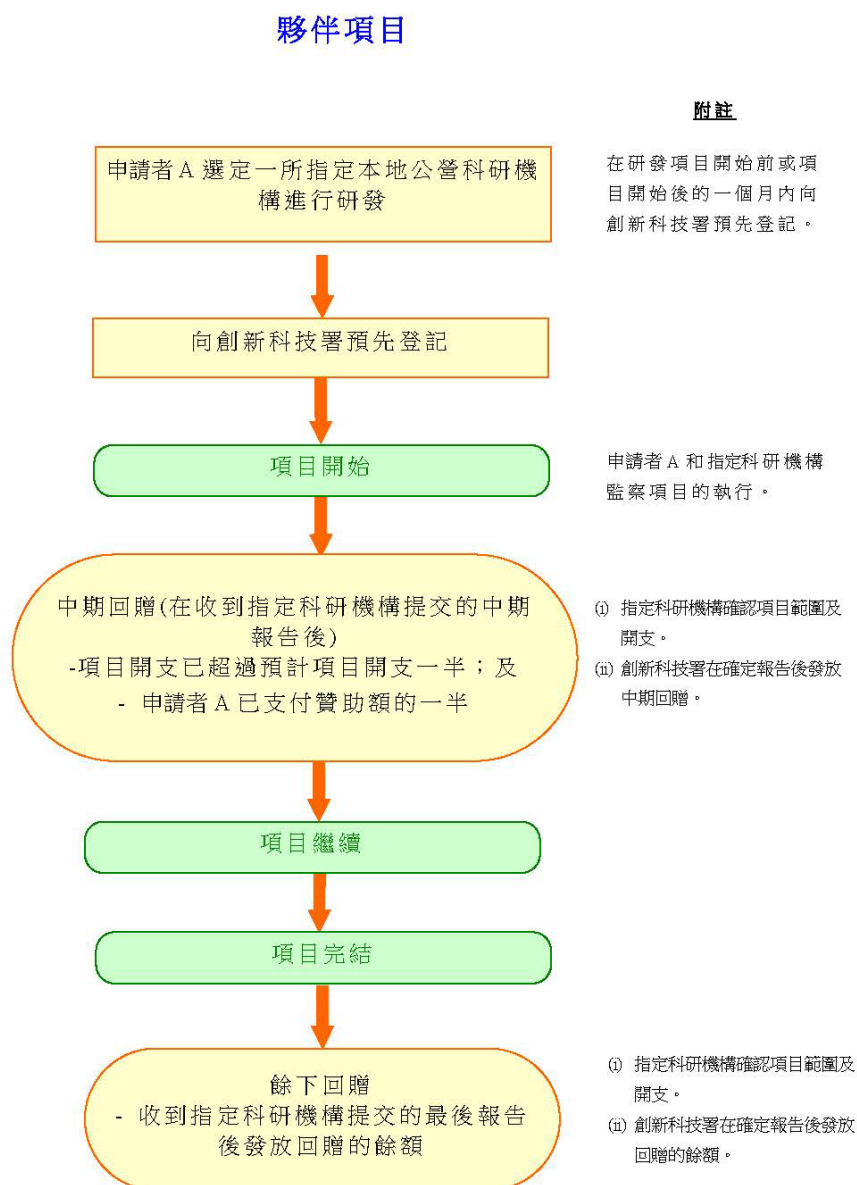 夥伴項目
附註
申請者A選定一所指定本地公營科研機
構進行研發
在研發項目開始前或項
目開始後的一個月內向
創新科技署預先登記。
向創新科技署預先登記
項目開始
申請者A和指定科研機構
監察項目的執行。
中期回贈(在收到指定科研機構提交的中期
報告後)
-項目開支已超過預計項目開支一半；及
- 申請者A已支付贊助額的一半
(i) 指定科研機構確認項目範圍及
開支。
(ii) 創新科技署在確定報告後發放
中期回贈。
項目繼續
項目完結
餘下回贈
- 收到指定科研機構提交的最後報告
後發放回贈的餘額
(i) 指定科研機構確認項目範圍及
開支。
(ii) 創新科技署在確定報告後發放
回贈的餘額。